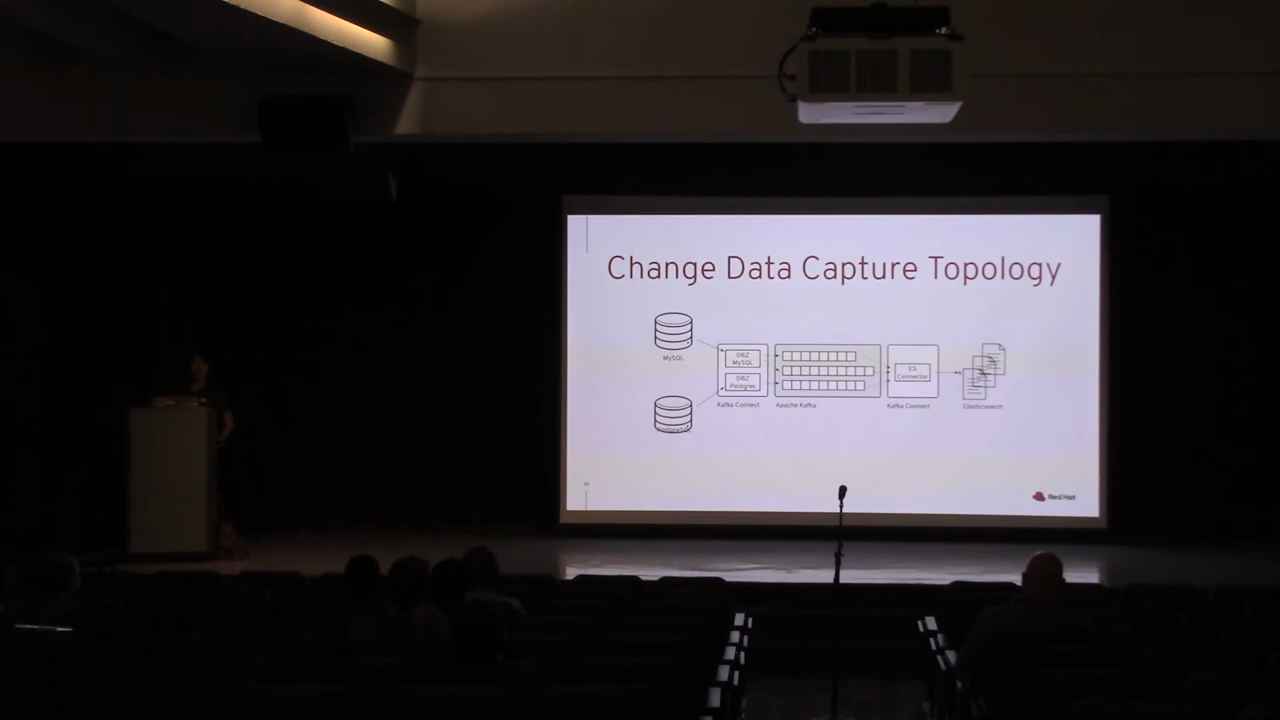 Change Data Capture Topology
MySQL
DBZ
MySQL
DBZ
Postgres
Kafka Connect
Apache Kafka
ES
Connector
Kafka Connect
Elasticsearch
Red Hat